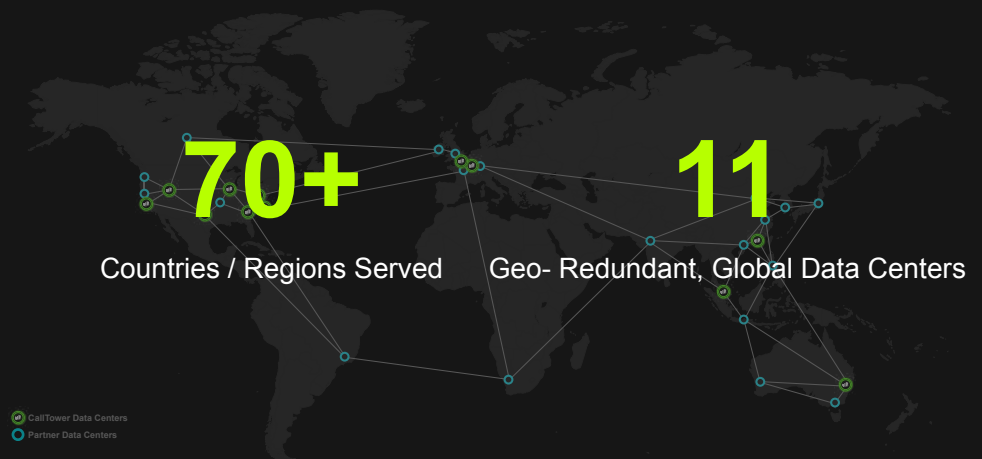 70+
11
Countries / Regions Served
Geo- Redundant, Global Data Centers
CallTower Data Centers
Partner Data Centers